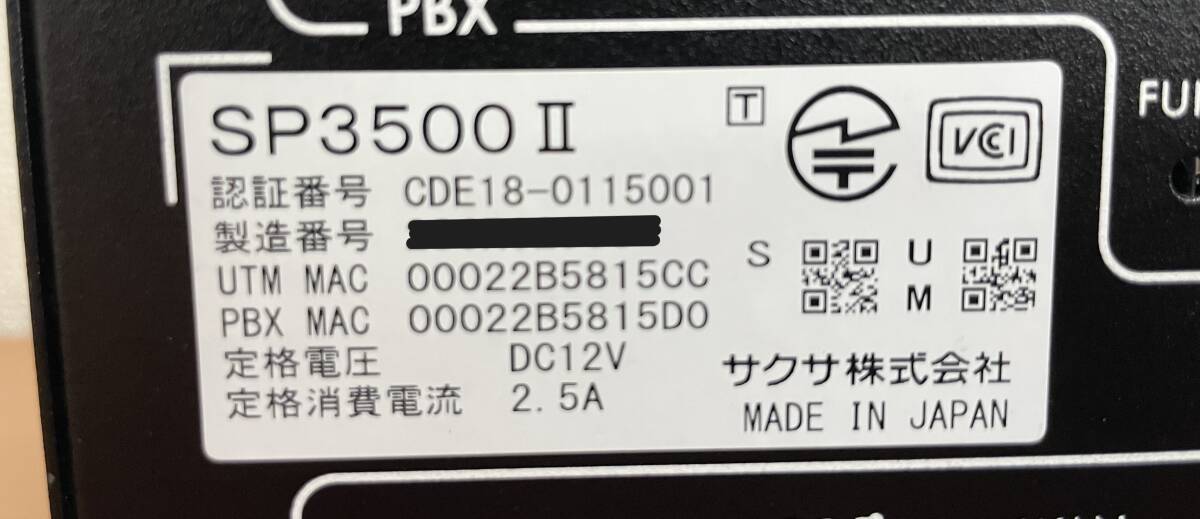 PBX
SP3500Ⅱ
T
VCCI
認証番号 CDE18-0115001
製造番号
UTM MAC 00022B5815CC
PBX MAC 00022B5815D0
定格電圧 DC12V
定格消費電流 2.5A
S
U
M
サクサ株式会社
MADE IN JAPAN